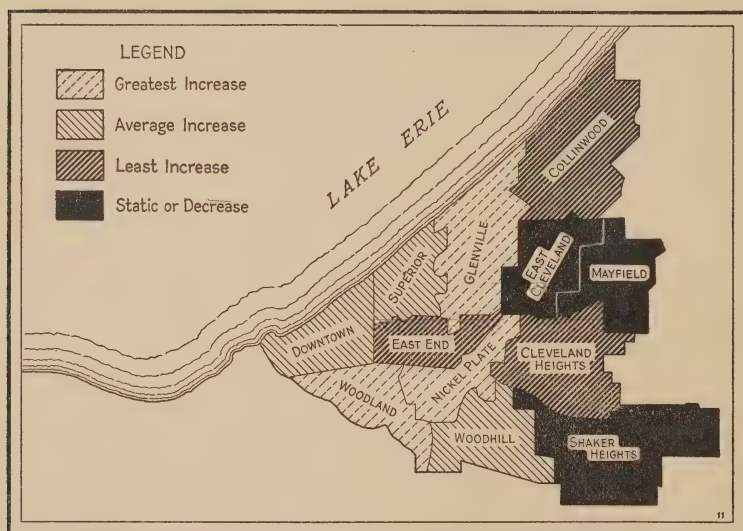 LEGEND
Greatest Increase
Average Increase
Least Increase
Static or Decrease
LAKE ERIE
COLLINWOOD
GLENVILLE
EAST
CLEVELAND
MAYFIELD
SUPERIOR
DOWNTOWN
EAST END
NICKEL PLATE
CLEVELAND
HEIGHTS
WOODLAND
WOODHILL
SHAKER
HEIGHTS
11